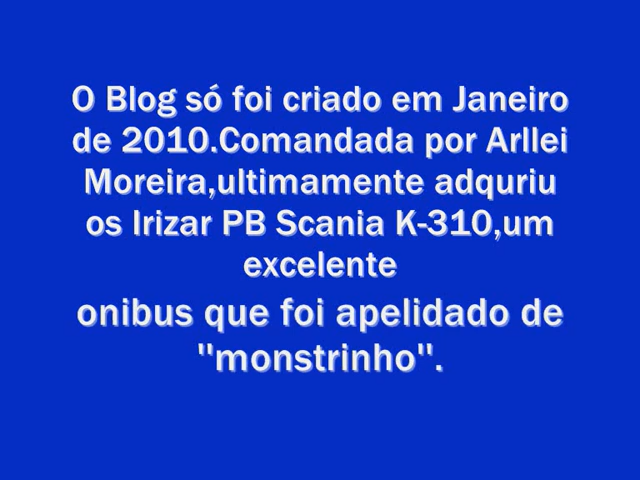 O Blog só foi criado em Janeiro
de 2010.Comandada por Arllei
Moreira,ultimamente adquriu
os Irizar PB Scania K-310,um
excelente
onibus que foi apelidado de
"monstrinho".